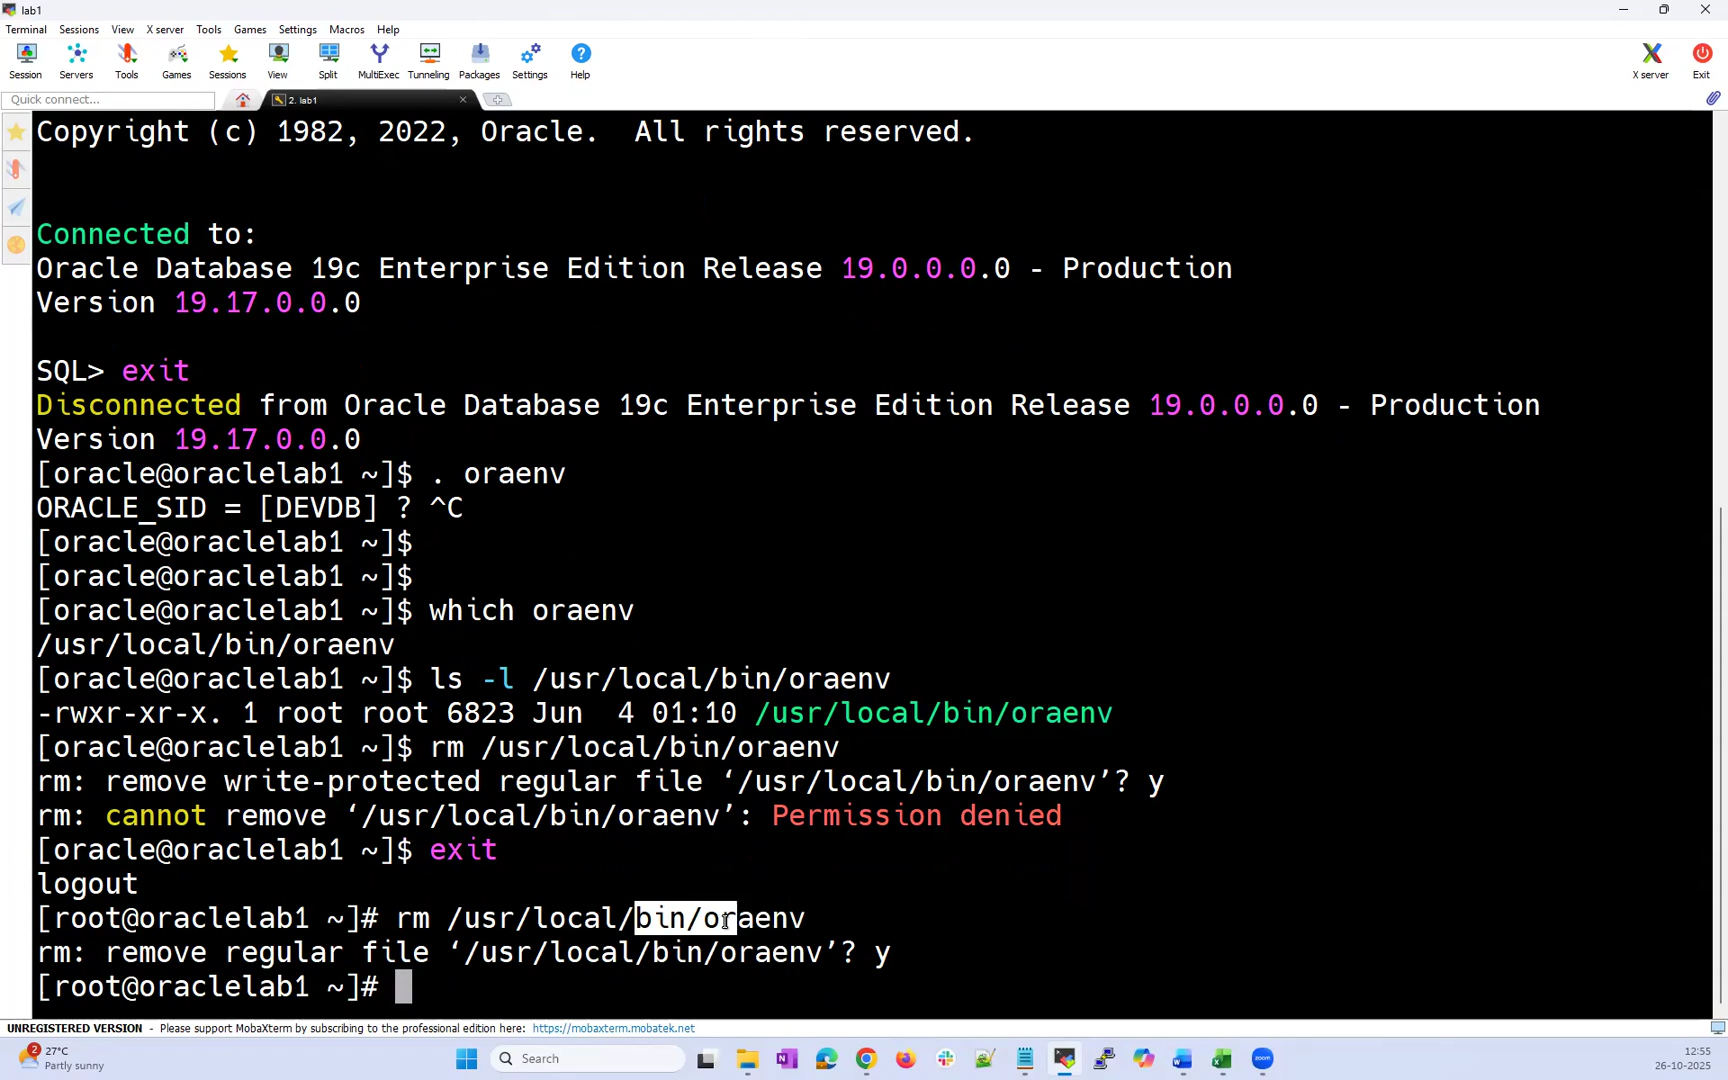 lab1
Terminal Sessions View X server Tools Games Settings Macros Help
Session Servers Tools Games Sessions View Split MultiExec Tunneling Packages Settings Help X server Exit
Quick connect... 2. lab1
Copyright (c) 1982, 2022, Oracle.  All rights reserved.
Connected to:
Oracle Database 19c Enterprise Edition Release 19.0.0.0.0 - Production
Version 19.17.0.0.0
SQL> exit
Disconnected from Oracle Database 19c Enterprise Edition Release 19.0.0.0.0 - Production
Version 19.17.0.0.0
[oracle@oraclelab1 ~]$ . oraenv
ORACLE_SID = [DEVDB] ? ^C
[oracle@oraclelab1 ~]$
[oracle@oraclelab1 ~]$
[oracle@oraclelab1 ~]$ which oraenv
/usr/local/bin/oraenv
[oracle@oraclelab1 ~]$ ls -l /usr/local/bin/oraenv
-rwxr-xr-x. 1 root root 6823 Jun  4 01:10 /usr/local/bin/oraenv
[oracle@oraclelab1 ~]$ rm /usr/local/bin/oraenv
rm: remove write-protected regular file ‘/usr/local/bin/oraenv’? y
rm: cannot remove ‘/usr/local/bin/oraenv’: Permission denied
[oracle@oraclelab1 ~]$ exit
logout
[root@oraclelab1 ~]# rm /usr/local/bin/oraenv
rm: remove regular file ‘/usr/local/bin/oraenv’? y
[root@oraclelab1 ~]#
UNREGISTERED VERSION - Please support MobaXterm by subscribing to the professional edition here: https://mobaxterm.mobatek.net
2 27°C
Partly sunny
Search
zoom
12:55
26-10-2025